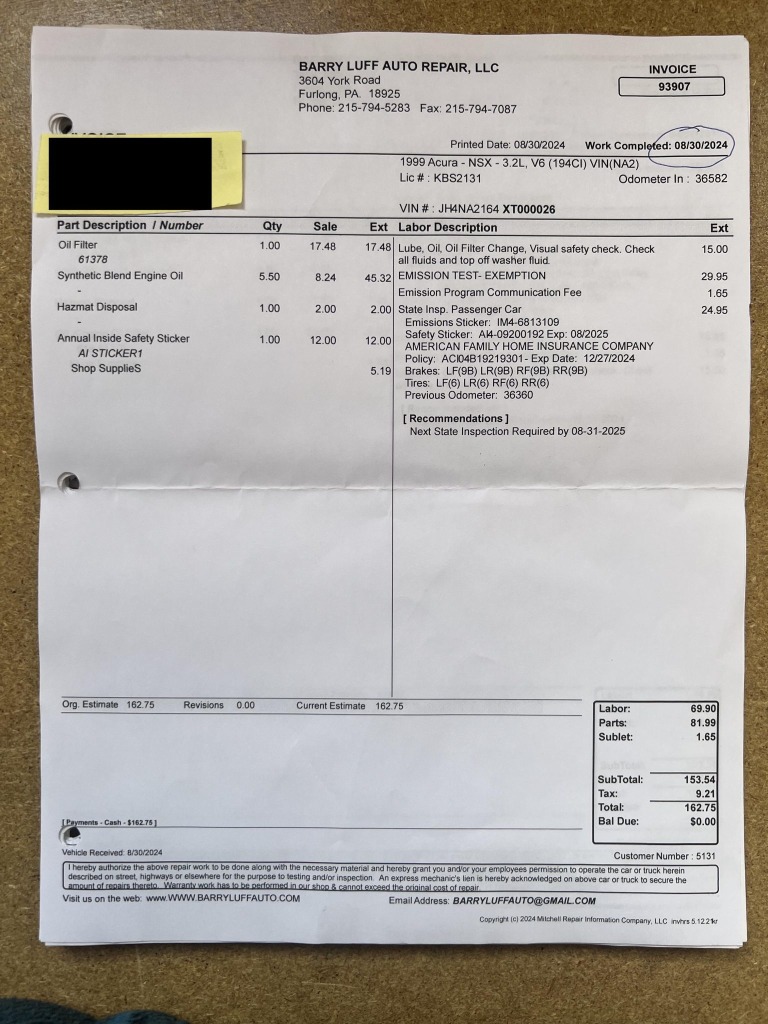 BARRY LUFF AUTO REPAIR, LLC
3604 York Road
Furlong, PA. 18925
Phone: 215-794-5283 Fax: 215-794-7087
INVOICE
93907
Printed Date: 08/30/2024 Work Completed: 08/30/2024
1999 Acura - NSX - 3.2L, V6 (194CI) VIN(NA2)
Lic # : KBS2131 Odometer In : 36582
VIN # : JH4NA2164 XT000026
Part Description / Number Qty Sale Ext
Oil Filter 1.00 17.48 17.48
61378
Synthetic Blend Engine Oil 5.50 8.24 45.32
-
Hazmat Disposal 1.00 2.00 2.00
-
Annual Inside Safety Sticker 1.00 12.00 12.00
AI STICKER1
Shop SupplieS 5.19
Labor Description Ext
Lube, Oil, Oil Filter Change, Visual safety check. Check 15.00
all fluids and top off washer fluid.
EMISSION TEST- EXEMPTION 29.95
Emission Program Communication Fee 1.65
State Insp. Passenger Car 24.95
Emissions Sticker: IM4-6813109
Safety Sticker: AI4-09200192 Exp: 08/2025
AMERICAN FAMILY HOME INSURANCE COMPANY
Policy: ACI04B19219301- Exp Date: 12/27/2024
Brakes: LF(9B) LR(9B) RF(9B) RR(9B)
Tires: LF(6) LR(6) RF(6) RR(6)
Previous Odometer: 36360
[ Recommendations ]
Next State Inspection Required by 08-31-2025
Org. Estimate 162.75 Revisions 0.00 Current Estimate 162.75
Labor: 69.90
Parts: 81.99
Sublet: 1.65
SubTotal: 153.54
Tax: 9.21
Total: 162.75
Bal Due: $0.00
[ Payments - Cash - $162.75 ]
Vehicle Received: 8/30/2024
Customer Number : 5131
I hereby authorize the above repair work to be done along with the necessary material and hereby grant you and/or your employees permission to operate the car or truck herein
described on street, highways or elsewhere for the purpose to testing and/or inspection. An express mechanic's lien is hereby acknowledged on above car or truck to secure the
amount of repairs thereto. Warranty work has to be performed in our shop & cannot exceed the original cost of repair.
Visit us on the web: www.WWW.BARRYLUFFAUTO.COM Email Address: BARRYLUFFAUTO@GMAIL.COM
Copyright (c) 2024 Mitchell Repair Information Company, LLC invhrs 5.12.21kr